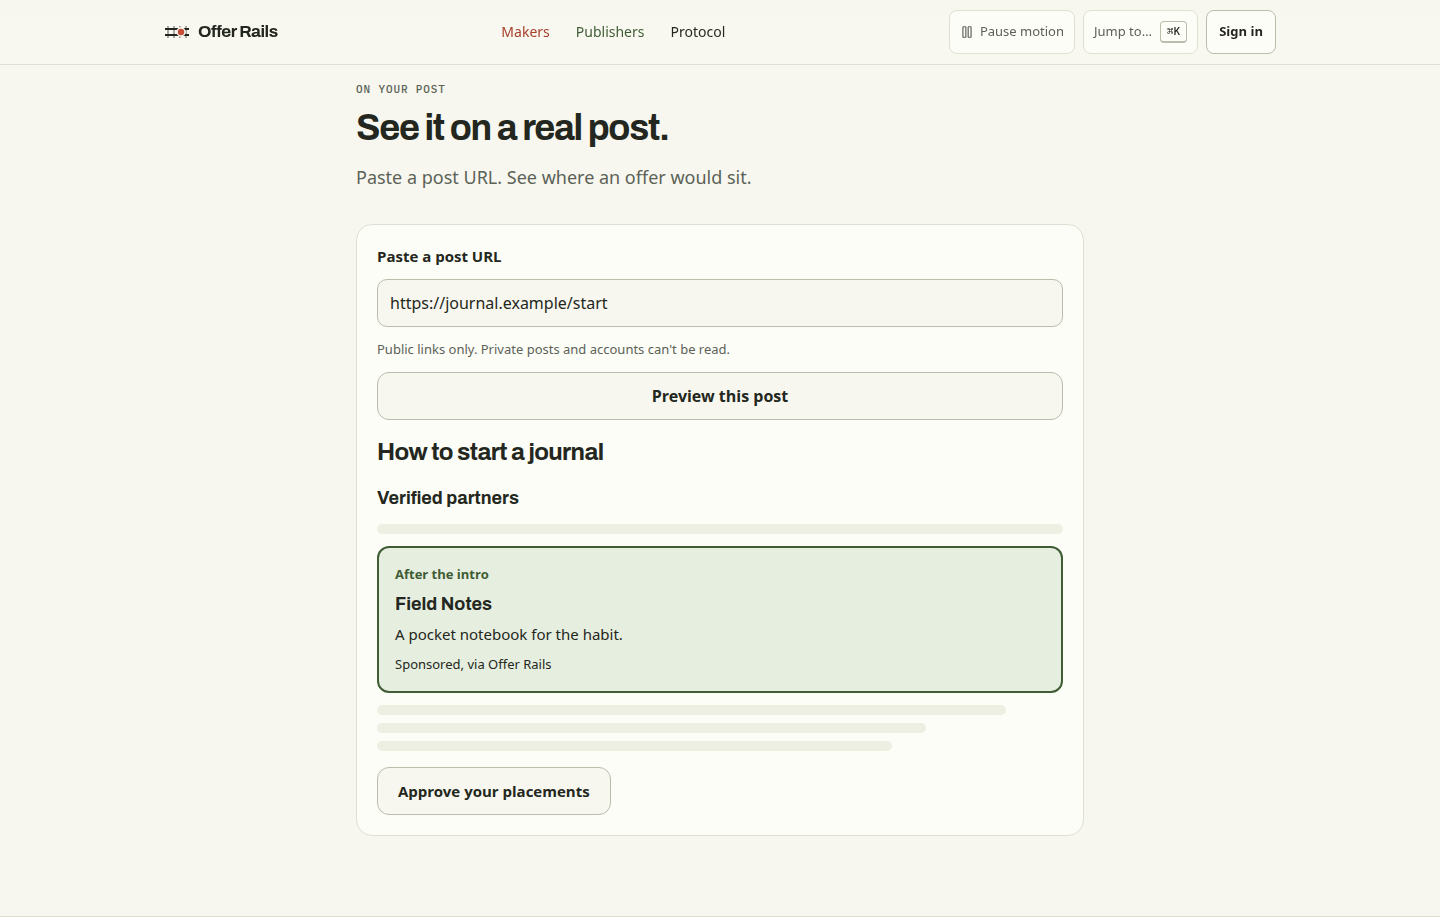 Offer Rails
Makers
Publishers
Protocol
Pause motion
Jump to... ⌘K
Sign in
ON YOUR POST
See it on a real post.
Paste a post URL. See where an offer would sit.
Paste a post URL
https://journal.example/start
Public links only. Private posts and accounts can't be read.
Preview this post
How to start a journal
Verified partners
After the intro
Field Notes
A pocket notebook for the habit.
Sponsored, via Offer Rails
Approve your placements